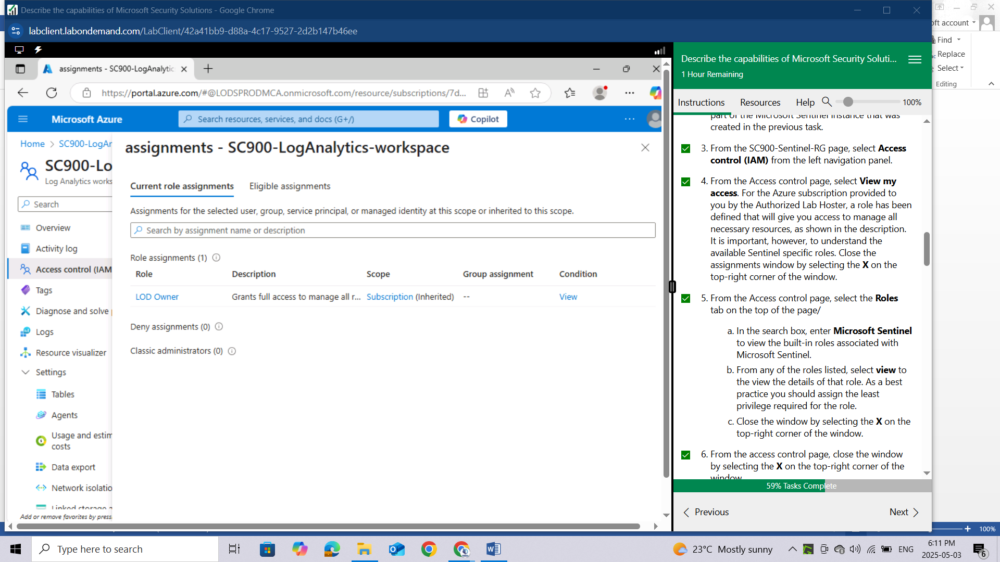 Describe the capabilities of Microsoft Security Solutions - Google Chrome
labclient.labondemand.com/LabClient/42a41bb9-d88a-4c17-9527-2d2b147b46ee
assignments - SC900-LogAnalytic
https://portal.azure.com/#@LODSPRODMCA.onmicrosoft.com/resource/subscriptions/7d...
Microsoft Azure
Search resources, services, and docs (G+/)
Copilot
Home > SC900-LogAr
SC900-Lo
Log Analytics works
Search
Overview
Activity log
Access control (IAM
Tags
Diagnose and solve
Logs
Resource visualizer
Settings
Tables
Agents
Usage and estim
costs
Data export
Network isolatio
Linked storage a
Add or remove favorites by press
assignments - SC900-LogAnalytics-workspace
Current role assignments
Eligible assignments
Assignments for the selected user, group, service principal, or managed identity at this scope or inherited to this scope.
Search by assignment name or description
Role assignments (1)
Role Description Scope Group assignment Condition
LOD Owner Grants full access to manage all r... Subscription (Inherited) -- View
Deny assignments (0)
Classic administrators (0)
Describe the capabilities of Microsoft Security Soluti...
1 Hour Remaining
Instructions Resources Help 100%
part of the Microsoft Sentinel instance that was
created in the previous task.
3. From the SC900-Sentinel-RG page, select Access
control (IAM) from the left navigation panel.
4. From the Access control page, select View my
access. For the Azure subscription provided to
you by the Authorized Lab Hoster, a role has been
defined that will give you access to manage all
necessary resources, as shown in the description.
It is important, however, to understand the
available Sentinel specific roles. Close the
assignments window by selecting the X on the
top-right corner of the window.
5. From the Access control page, select the Roles
tab on the top of the page/
a. In the search box, enter Microsoft Sentinel
to view the built-in roles associated with
Microsoft Sentinel.
b. From any of the roles listed, select view to
the view the details of that role. As a best
practice you should assign the least
privilege required for the role.
c. Close the window by selecting the X on the
top-right corner of the window.
6. From the access control page, close the window
by selecting the X on the top-right corner of the
window.
59% Tasks Complete
Previous
Next
oft account
Find
Replace
Select
Editing
100%
Type here to search
23°C Mostly sunny
ENG
6:11 PM
2025-05-03
6